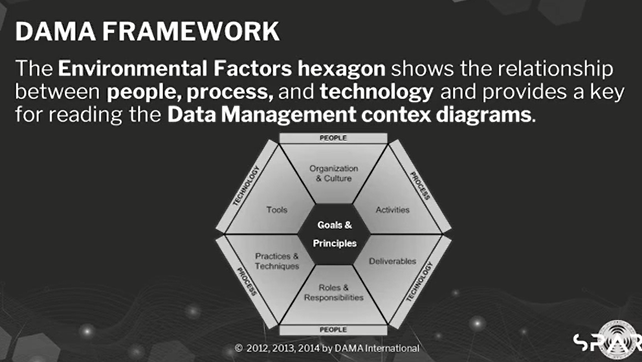 DAMA FRAMEWORK
The Environmental Factors hexagon shows the relationship
between people, process, and technology and provides a key
for reading the Data Management contex diagrams.
PEOPLE
TECHNOLOGY
Organization
& Culture
PROCESS
Tools
Activities
Goals &
Principles
Practices &
Techniques
Deliverables
PROCESS
Roles &
Responsibilities
TECHNOLOGY
PEOPLE
© 2012, 2013, 2014 by DAMA International